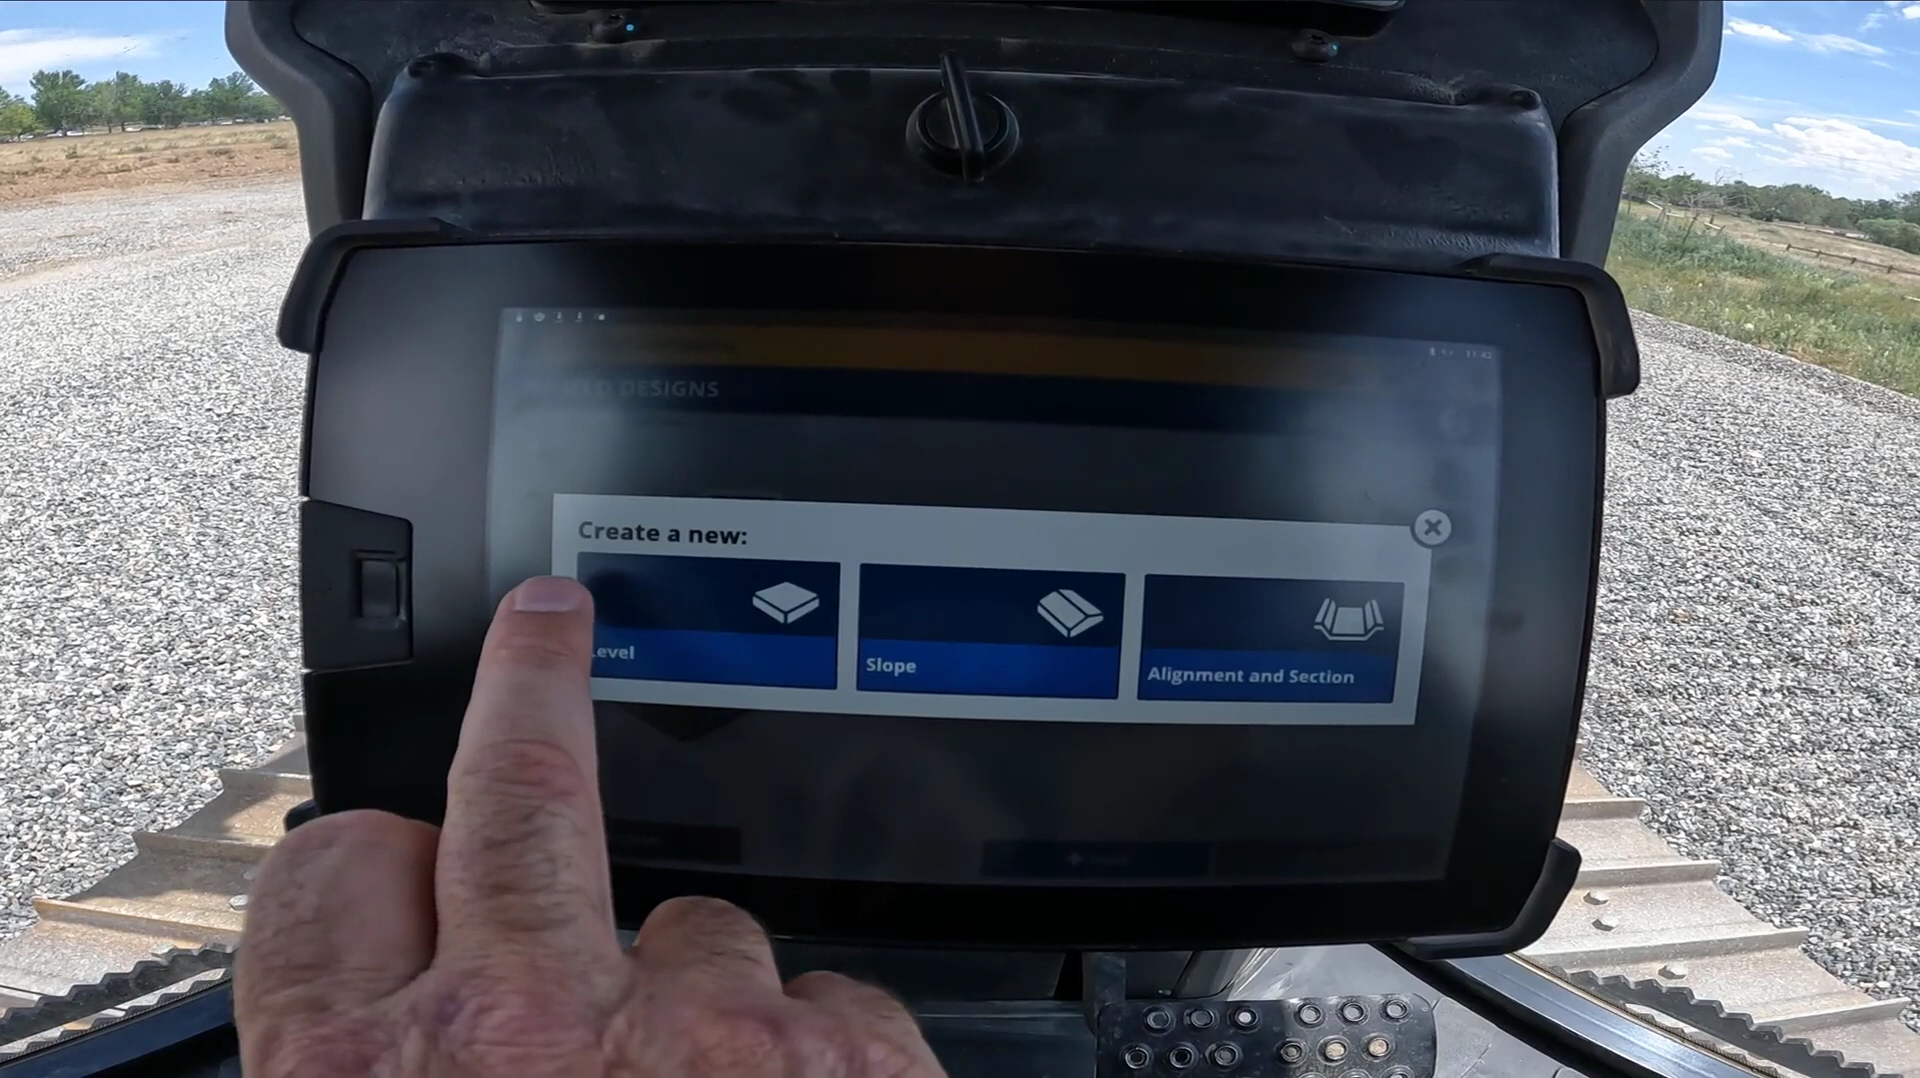 DESIGNS
Create a new:
Level
Slope
Alignment and Section